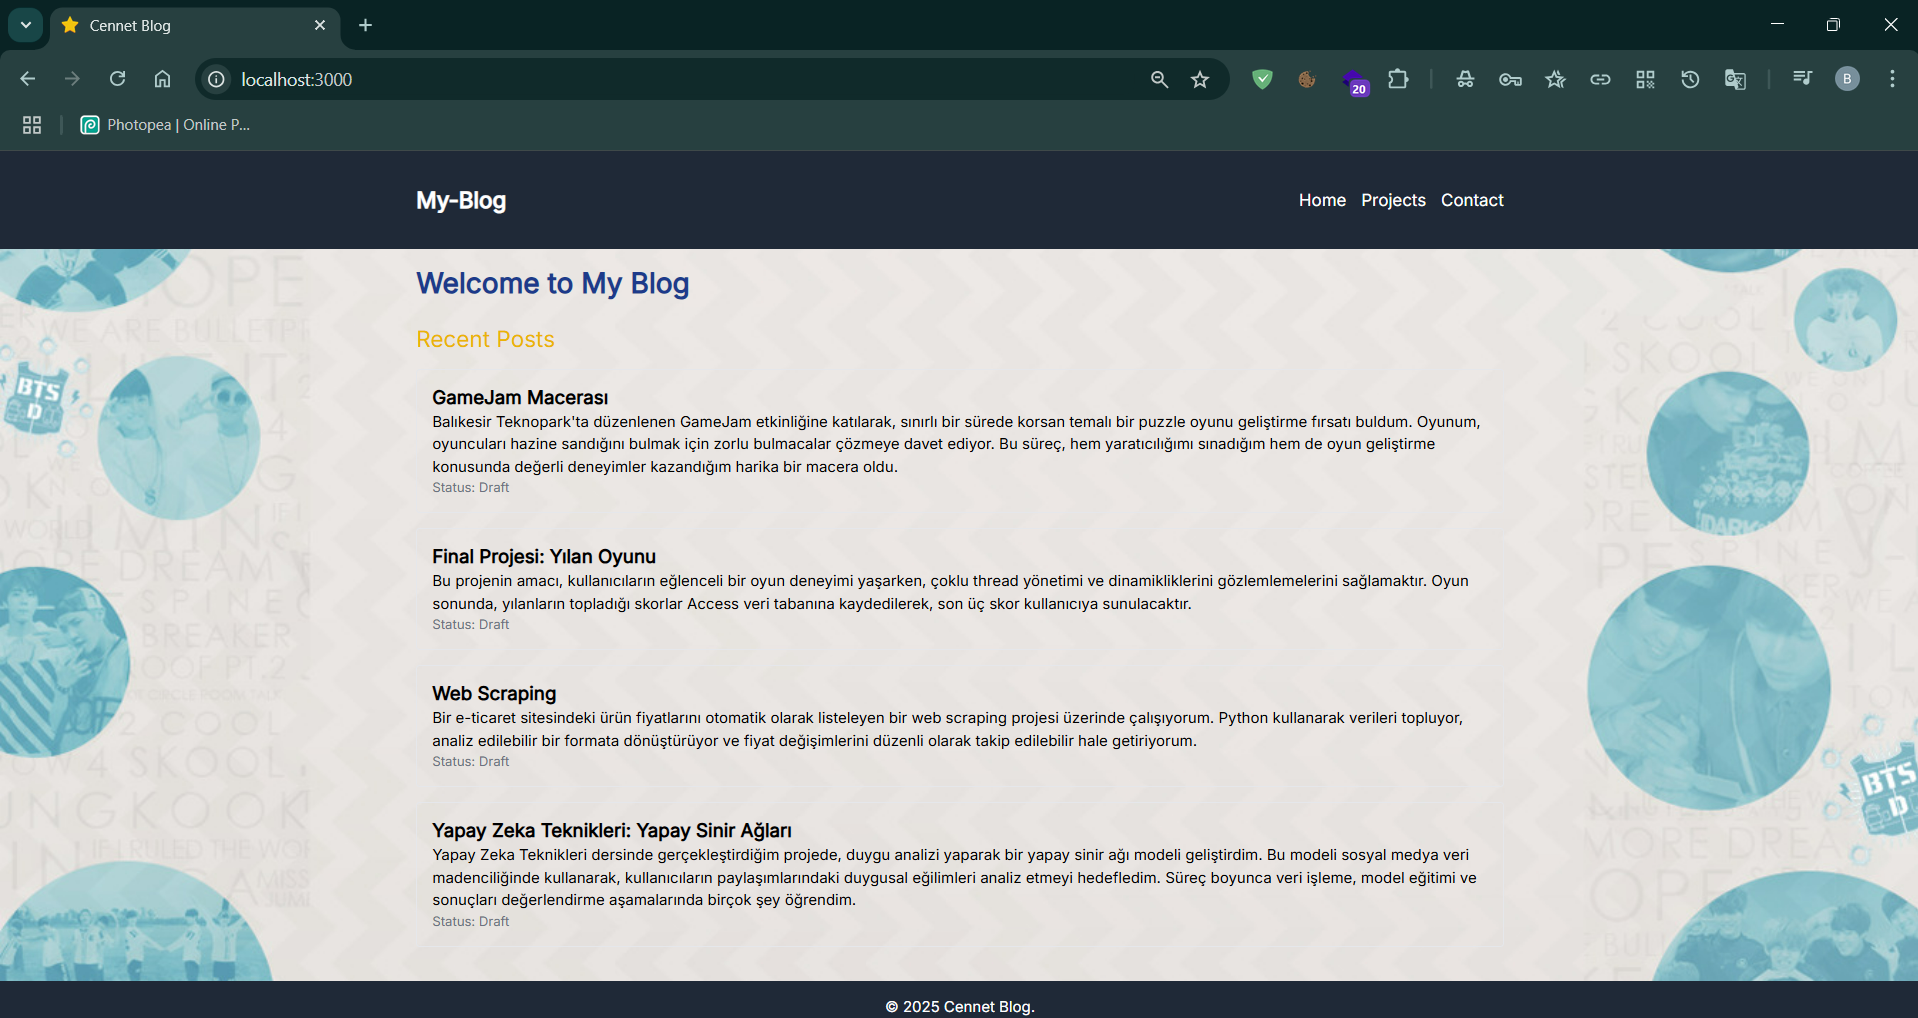 Cennet Blog
localhost:3000
20
B
Photopea | Online P...
My-Blog
Home Projects Contact
Welcome to My Blog
Recent Posts
GameJam Macerası
Balıkesir Teknopark'ta düzenlenen GameJam etkinliğine katılarak, sınırlı bir sürede korsan temalı bir puzzle oyunu geliştirme fırsatı buldum. Oyunum,
oyuncuları hazine sandığını bulmak için zorlu bulmacalar çözmeye davet ediyor. Bu süreç, hem yaratıcılığımı sınadığım hem de oyun geliştirme
konusunda değerli deneyimler kazandığım harika bir macera oldu.
Status: Draft
Final Projesi: Yılan Oyunu
Bu projenin amacı, kullanıcıların eğlenceli bir oyun deneyimi yaşarken, çoklu thread yönetimi ve dinamikliklerini gözlemlemelerini sağlamaktır. Oyun
sonunda, yılanların topladığı skorlar Access veri tabanına kaydedilerek, son üç skor kullanıcıya sunulacaktır.
Status: Draft
Web Scraping
Bir e-ticaret sitesindeki ürün fiyatlarını otomatik olarak listeleyen bir web scraping projesi üzerinde çalışıyorum. Python kullanarak verileri topluyor,
analiz edilebilir bir formata dönüştürüyor ve fiyat değişimlerini düzenli olarak takip edilebilir hale getiriyorum.
Status: Draft
Yapay Zeka Teknikleri: Yapay Sinir Ağları
Yapay Zeka Teknikleri dersinde gerçekleştirdiğim projede, duygu analizi yaparak bir yapay sinir ağı modeli geliştirdim. Bu modeli sosyal medya veri
madenciliğinde kullanarak, kullanıcıların paylaşımlarındaki duygusal eğilimleri analiz etmeyi hedefledim. Süreç boyunca veri işleme, model eğitimi ve
sonuçları değerlendirme aşamalarında birçok şey öğrendim.
Status: Draft
BTS
D
BTS
D
© 2025 Cennet Blog.